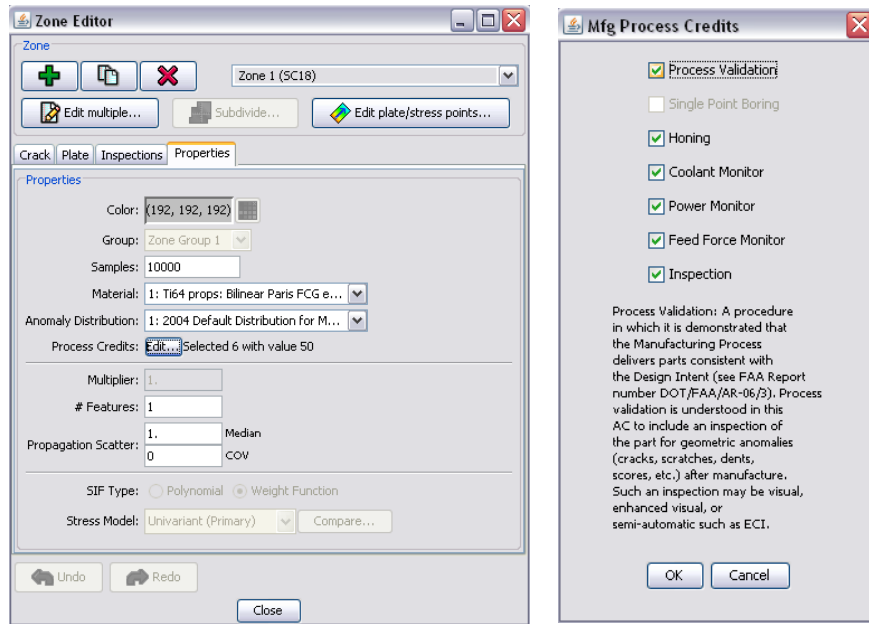 Zone Editor
Zone
Zone 1 (SC18)
Edit multiple...
Subdivide...
Edit plate/stress points...
Crack
Plate
Inspections
Properties
Properties
Color: (192, 192, 192)
Group: Zone Group 1
Samples: 10000
Material: 1: Ti64 props: Bilinear Paris FCG e...
Anomaly Distribution: 1: 2004 Default Distribution for M...
Process Credits: Edit... Selected 6 with value 50
Multiplier: 1.
# Features: 1
Propagation Scatter:
1. Median
0 COV
SIF Type: Polynomial Weight Function
Stress Model: Univariant (Primary) Compare...
Undo
Redo
Close
Mfg Process Credits
Process Validation
Single Point Boring
Honing
Coolant Monitor
Power Monitor
Feed Force Monitor
Inspection
Process Validation: A procedure
in which it is demonstrated that
the Manufacturing Process
delivers parts consistent with
the Design Intent (see FAA Report
number DOT/FAA/AR-06/3). Process
validation is understood in this
AC to include an inspection of
the part for geometric anomalies
(cracks, scratches, dents,
scores, etc.) after manufacture.
Such an inspection may be visual,
enhanced visual, or
semi-automatic such as ECI.
OK
Cancel